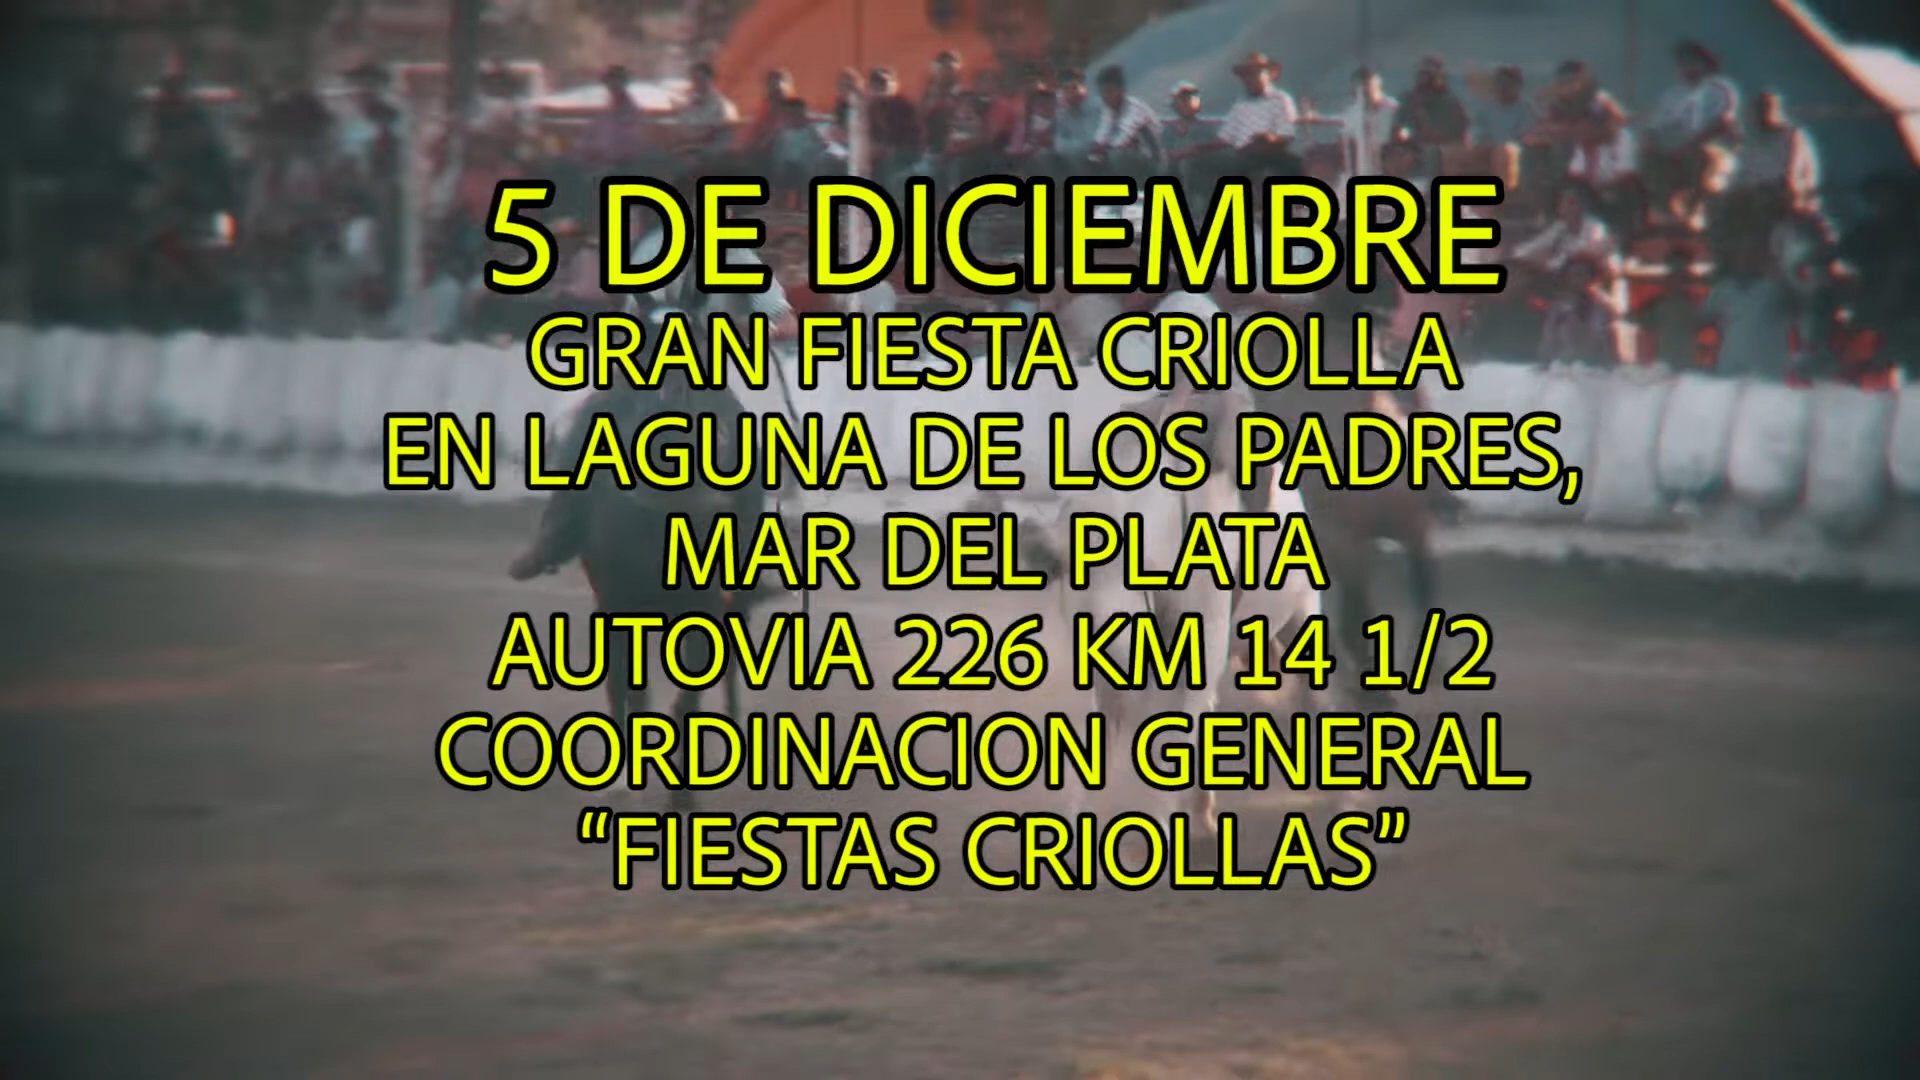 5 DE DICIEMBRE
GRAN FIESTA CRIOLLA
EN LAGUNA DE LOS PADRES,
MAR DEL PLATA
AUTOVIA 226 KM 14 1/2
COORDINACION GENERAL
“FIESTAS CRIOLLAS”